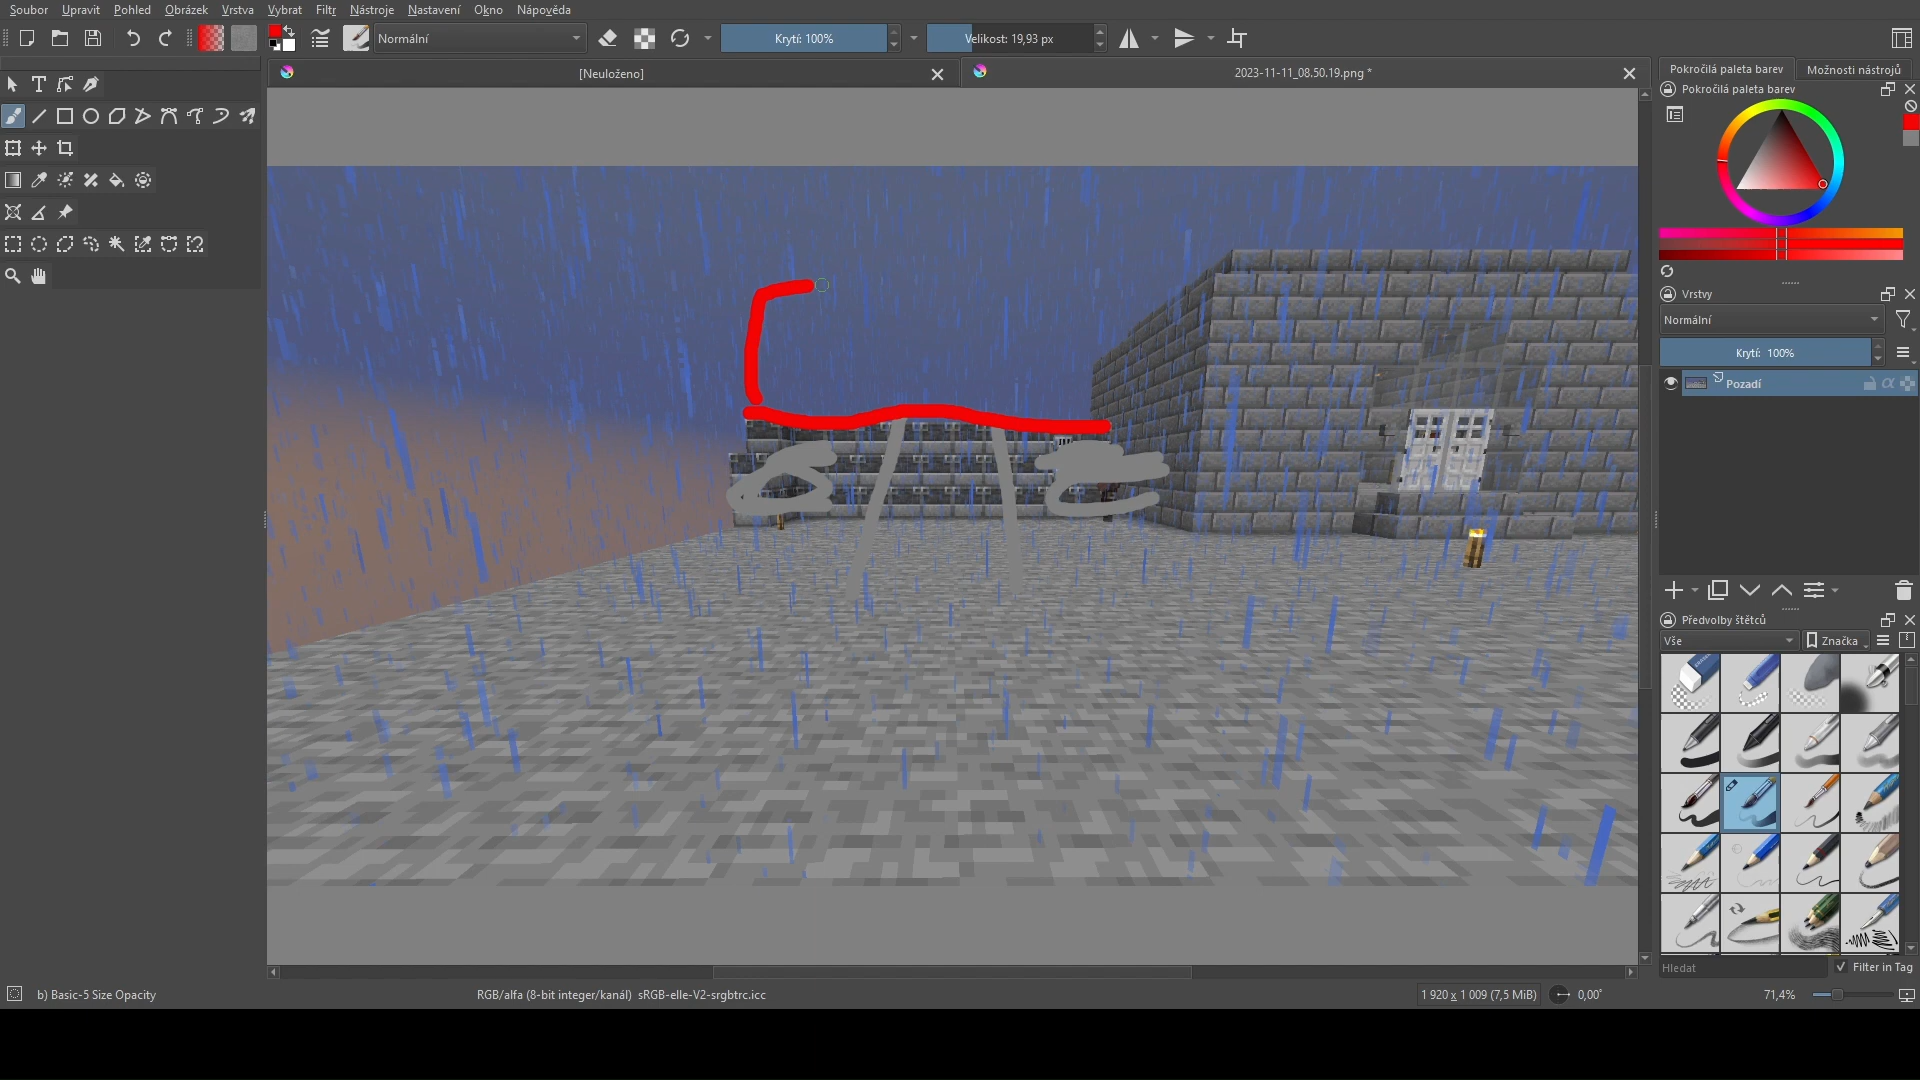 Soubor Upravit Pohled Obrázek Vrstva Vybrat Filtr Nástroje Nastavení Okno Nápověda
Normální
Krytí: 100%
Velikost: 19,93 px
[Neuloženo]
2023-11-11_08.50.19.png *
Pokročilá paleta barev
Možnosti nástrojů
Pokročilá paleta barev
Vrstvy
Normální
Krytí: 100%
Pozadí
Předvolby štětců
Vše
Značka
Hledat
Filter in Tag
b) Basic-5 Size Opacity
RGB/alfa (8-bit integer/kanál) sRGB-elle-V2-srgbtrc.icc
1 920 x 1 009 (7,5 MiB)
0,00°
71,4%